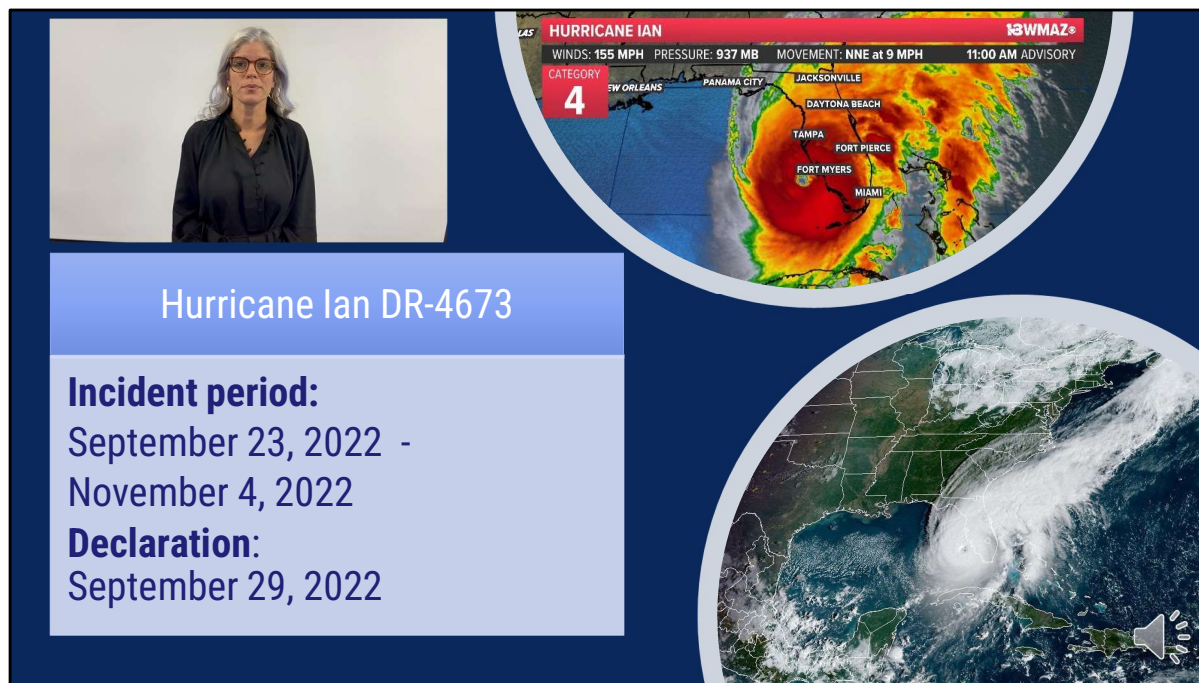 LAS
HURRICANE IAN
13WMAZ
WINDS: 155 MPH PRESSURE: 937 MB MOVEMENT: NNE at 9 MPH 11:00 AM ADVISORY
CATEGORY
4
EW ORLEANS
PANAMA CITY
JACKSONVILLE
DAYTONA BEACH
TAMPA
FORT PIERCE
FORT MYERS
MIAMI
Hurricane Ian DR-4673
Incident period:
September 23, 2022 -
November 4, 2022
Declaration:
September 29, 2022